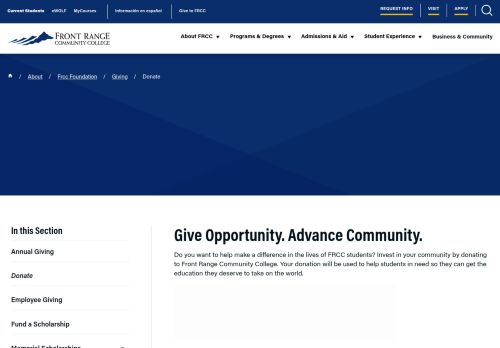 Current Students eWOLF MyCourses Información en español Give to FRCC REQUEST INFO VISIT APPLY
FRONT RANGE
COMMUNITY COLLEGE
About FRCC Programs & Degrees Admissions & Aid Student Experience Business & Community
/ About / Frcc Foundation / Giving / Donate
In this Section
Annual Giving
Donate
Employee Giving
Fund a Scholarship
Memorial Scholarships
Give Opportunity. Advance Community.
Do you want to help make a difference in the lives of FRCC students? Invest in your community by donating
to Front Range Community College. Your donation will be used to help students in need so they can get the
education they deserve to take on the world.